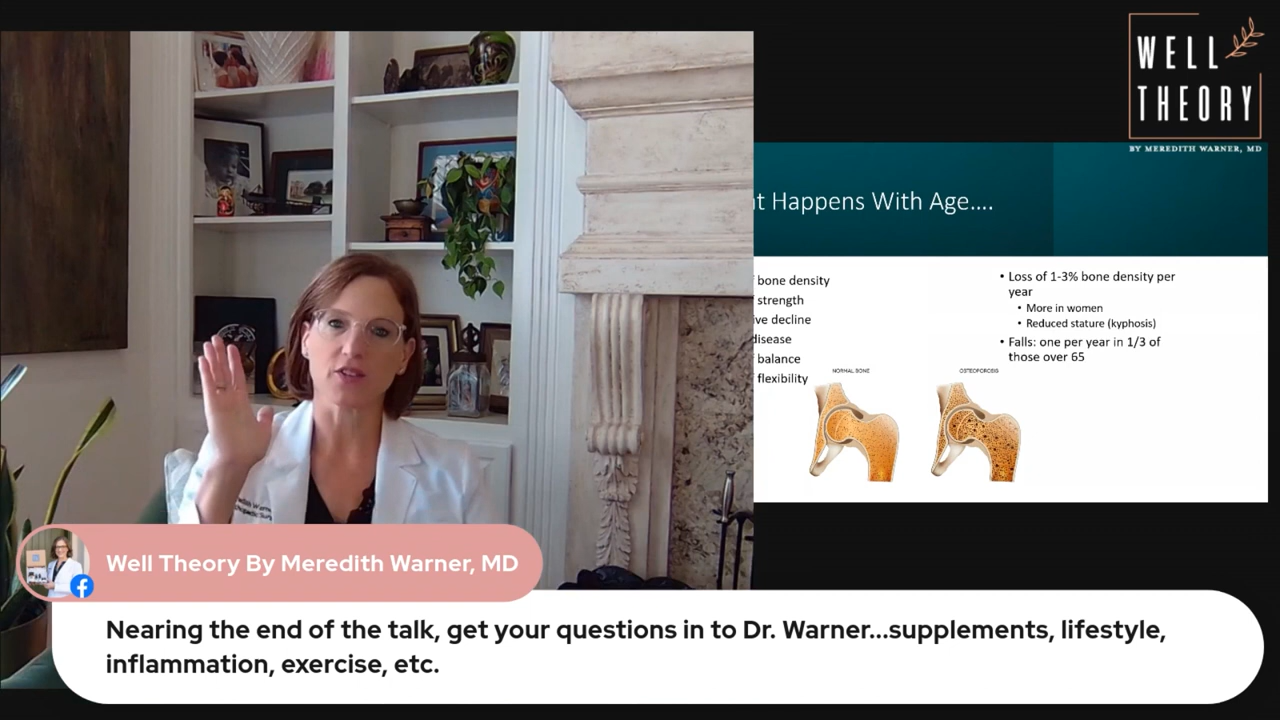 WELL
THEORY
BY MEREDITH WARNER, MD
t Happens With Age....
bone density
strength
ive decline
disease
balance
flexibility
• Loss of 1-3% bone density per
year
• More in women
• Reduced stature (kyphosis)
• Falls: one per year in 1/3 of
those over 65
NORMAL BONE
OSTEOPOROSIS
Well Theory By Meredith Warner, MD
Nearing the end of the talk, get your questions in to Dr. Warner...supplements, lifestyle,
inflammation, exercise, etc.